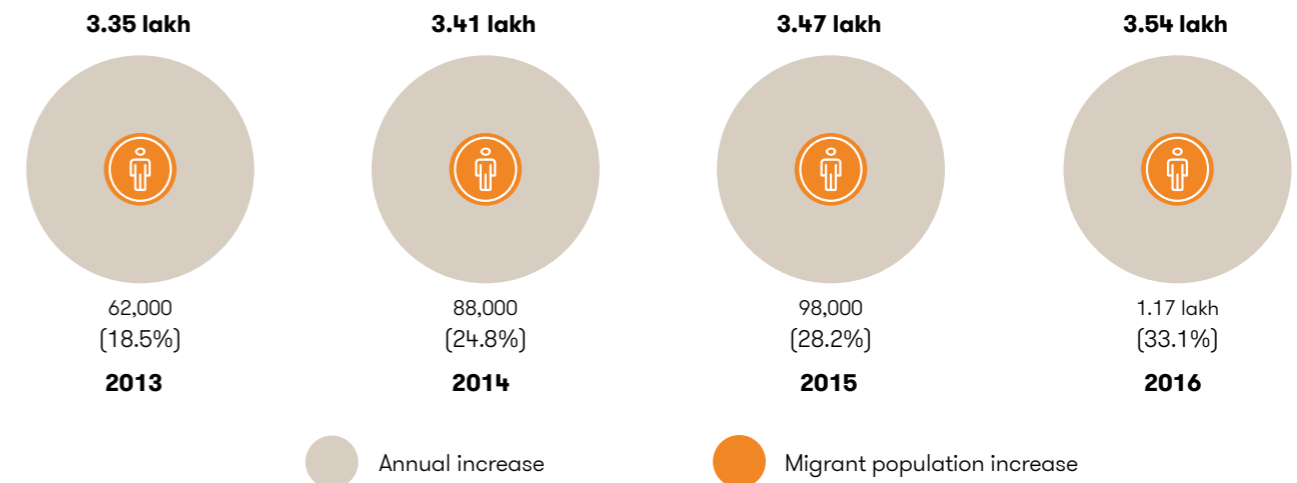 3.35 lakh
3.41 lakh
3.47 lakh
3.54 lakh
62,000
(18.5%)
2013
88,000
(24.8%)
2014
98,000
(28.2%)
2015
1.17 lakh
(33.1%)
2016
Annual increase
Migrant population increase